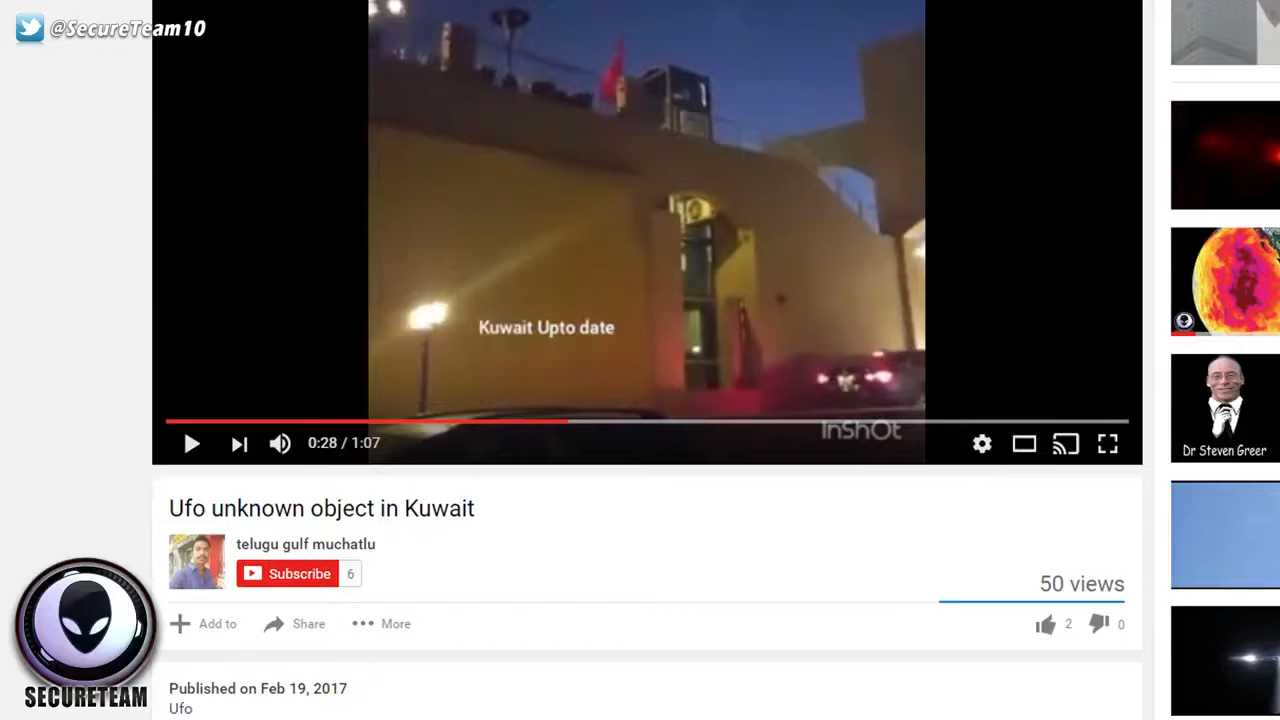 @SecureTeam10
Kuwait Upto date
InShOt
0:28 / 1:07
Ufo unknown object in Kuwait
telugu gulf muchatlu
Subscribe 6
50 views
Add to Share More
2 0
Published on Feb 19, 2017
Ufo
SECURETEAM
Dr Steven Greer